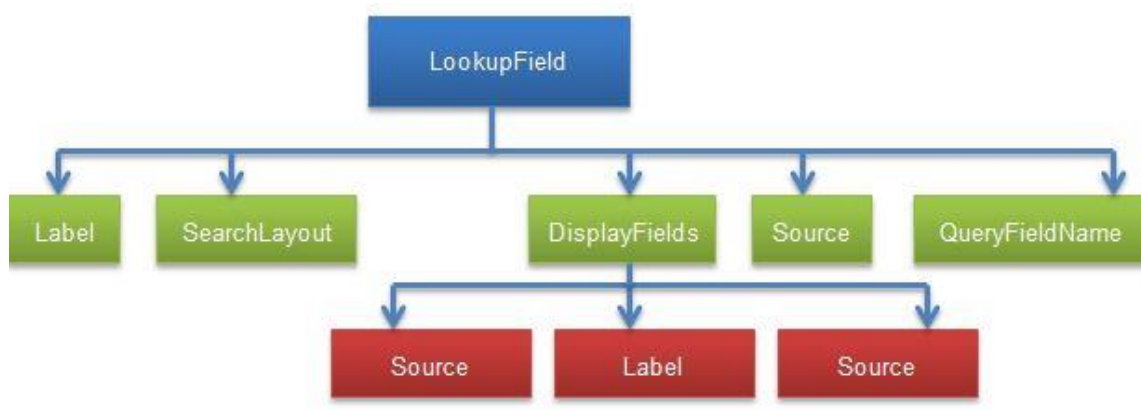 LookupField
Label
SearchLayout
DisplayFields
Source
QueryFieldName
Source
Label
Source